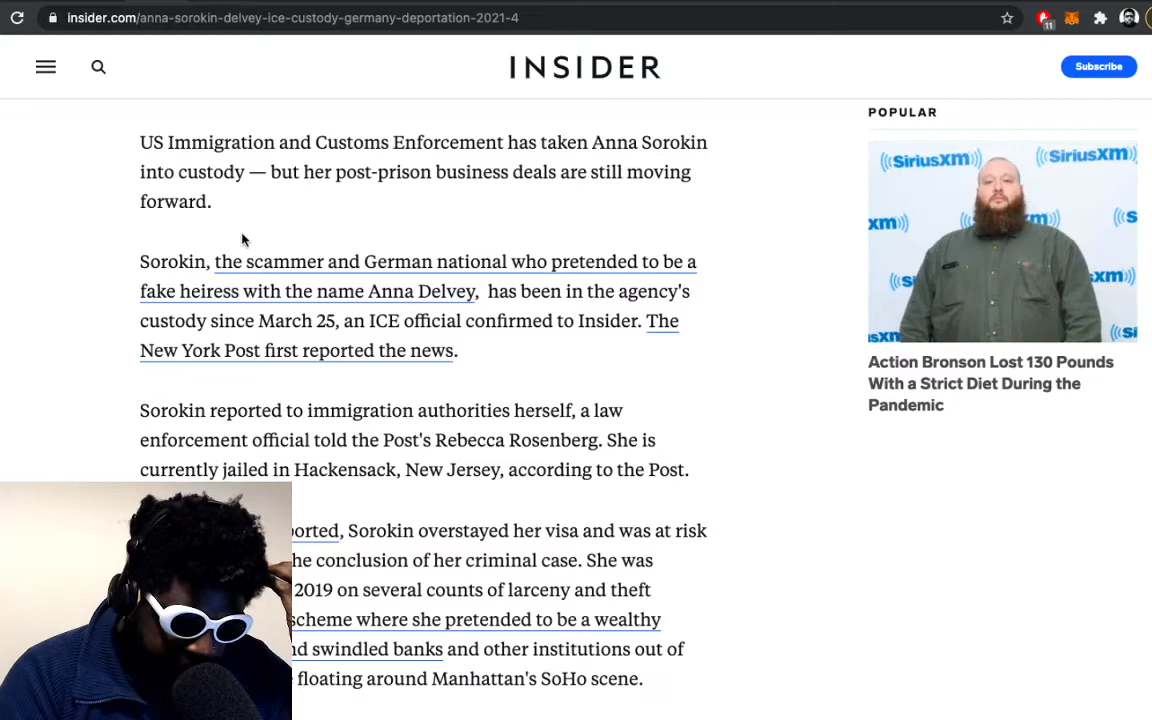 insider.com/anna-sorokin-delvey-ice-custody-germany-deportation-2021-4
11
INSIDER
Subscribe
US Immigration and Customs Enforcement has taken Anna Sorokin
into custody — but her post-prison business deals are still moving
forward.
Sorokin, the scammer and German national who pretended to be a
fake heiress with the name Anna Delvey, has been in the agency's
custody since March 25, an ICE official confirmed to Insider. The
New York Post first reported the news.
Sorokin reported to immigration authorities herself, a law
enforcement official told the Post's Rebecca Rosenberg. She is
currently jailed in Hackensack, New Jersey, according to the Post.
orted, Sorokin overstayed her visa and was at risk
he conclusion of her criminal case. She was
2019 on several counts of larceny and theft
scheme where she pretended to be a wealthy
nd swindled banks and other institutions out of
floating around Manhattan's SoHo scene.
POPULAR
SiriusXM
SiriusXM
xm
Action Bronson Lost 130 Pounds
With a Strict Diet During the
Pandemic